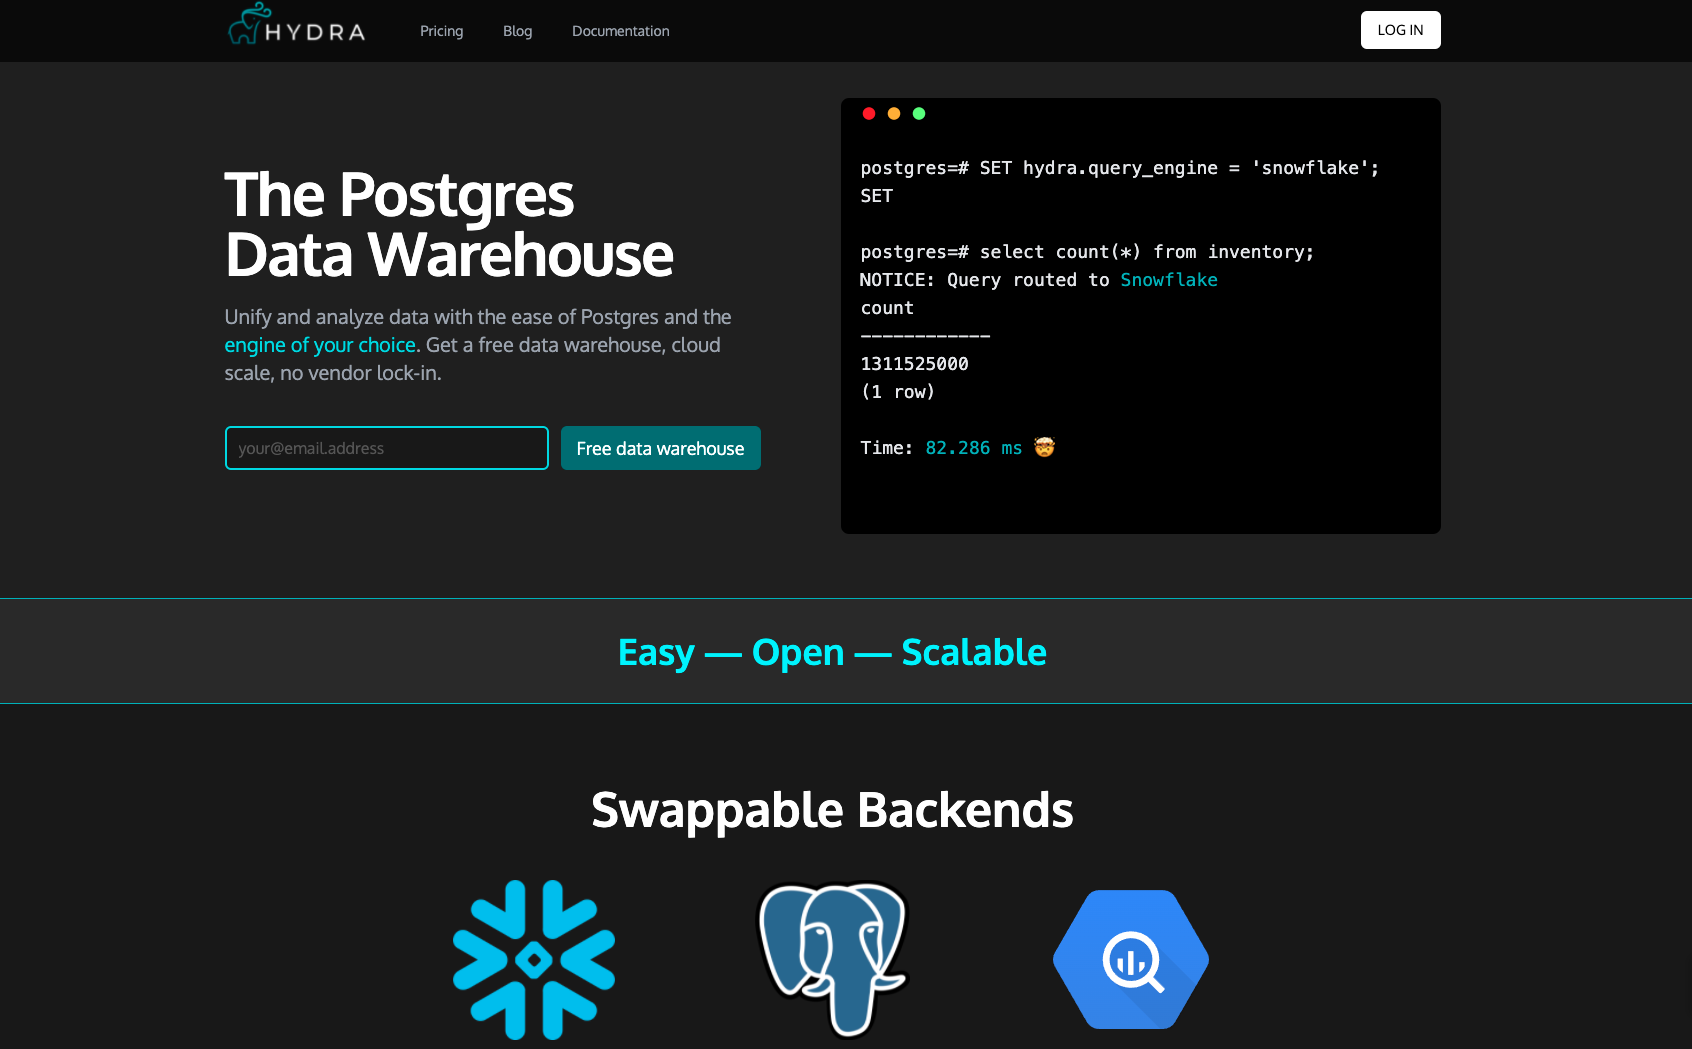 HYDRA
Pricing
Blog
Documentation
LOG IN
The Postgres
Data Warehouse
Unify and analyze data with the ease of Postgres and the
engine of your choice. Get a free data warehouse, cloud
scale, no vendor lock-in.
your@email.address
Free data warehouse
postgres=# SET hydra.query_engine = 'snowflake';
SET
postgres=# select count(*) from inventory;
NOTICE: Query routed to Snowflake
count
------------
1311525000
(1 row)
Time: 82.286 ms 🤯
Easy — Open — Scalable
Swappable Backends